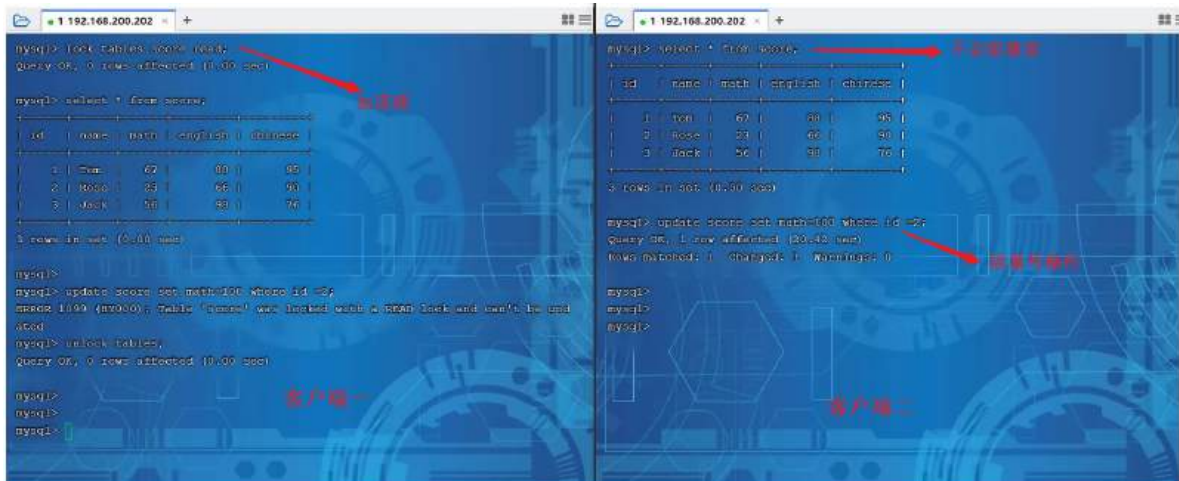 1 192.168.200.202 × +
mysql> lock tables score read;
Query OK, 0 rows affected (0.00 sec)
加读锁
mysql> select * from score;
| id | name | math | english | chinese |
| 1 | Tom | 67 | 88 | 95 |
| 2 | Rose | 23 | 66 | 90 |
| 3 | Jack | 56 | 98 | 76 |
3 rows in set (0.00 sec)
mysql>
mysql> update score set math=100 where id =2;
ERROR 1099 (HY000): Table 'score' was locked with a READ lock and can't be upd
ated
mysql> unlock tables;
Query OK, 0 rows affected (0.00 sec)
mysql>
mysql>
mysql>
客户端一
1 192.168.200.202 × +
mysql> select * from score;
| id | name | math | english | chinese |
| 1 | Tom | 67 | 88 | 95 |
| 2 | Rose | 23 | 66 | 90 |
| 3 | Jack | 56 | 98 | 76 |
3 rows in set (0.00 sec)
mysql> update score set math=100 where id =2;
Query OK, 1 row affected (20.42 sec)
Rows matched: 1 Changed: 1 Warnings: 0
mysql>
mysql>
mysql>
客户端二